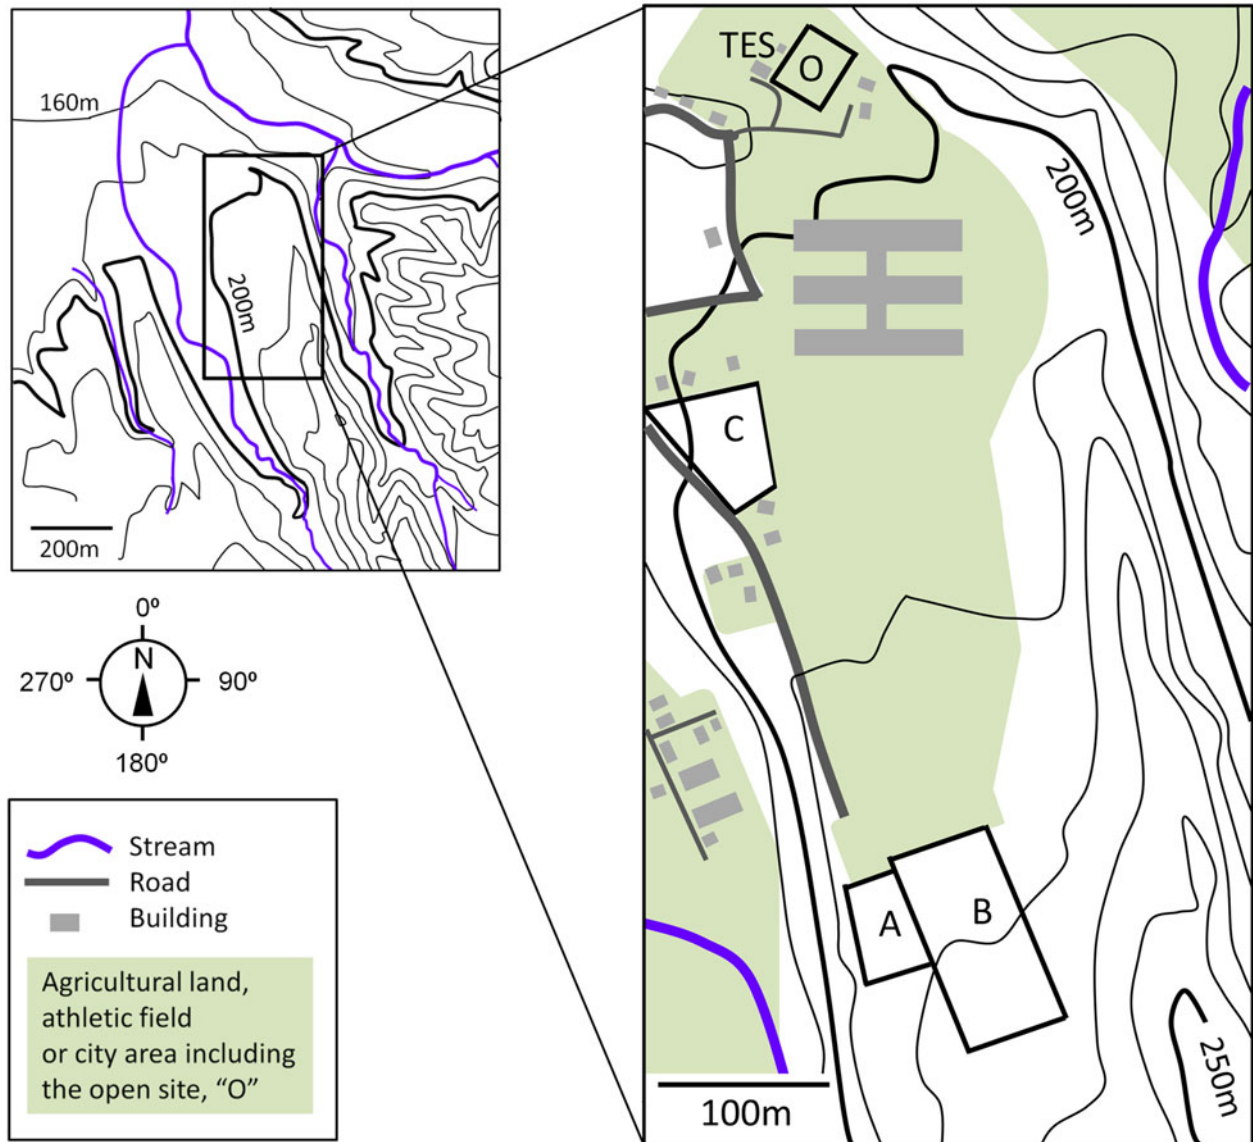 160m
200m
200m
0º
N
270º
90º
180º
Stream
Road
Building
Agricultural land,
athletic field
or city area including
the open site, “O”
TES
O
200m
C
A
B
250m
100m